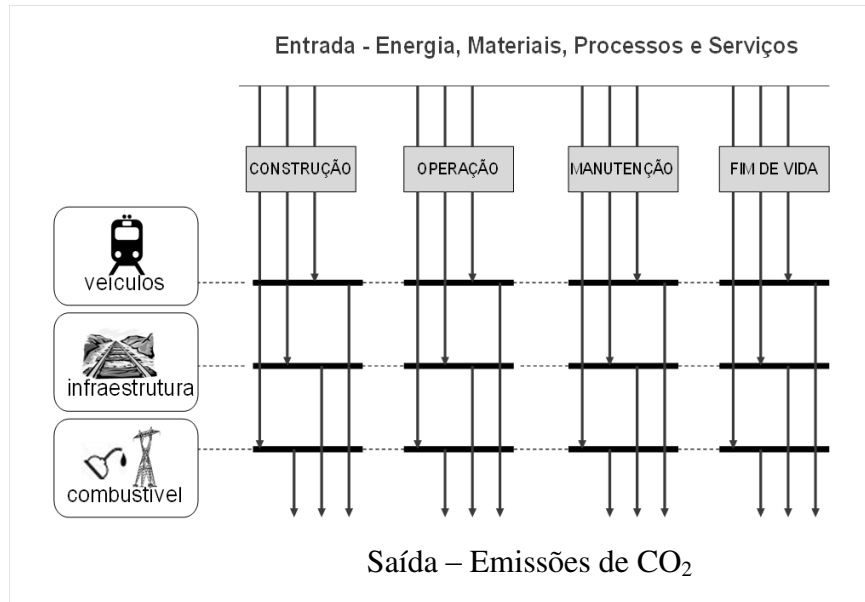 Entrada - Energia, Materiais, Processos e Serviços
CONSTRUÇÃO
OPERAÇÃO
MANUTENÇÃO
FIM DE VIDA
veículos
infraestrutura
combustível
Saída – Emissões de CO₂